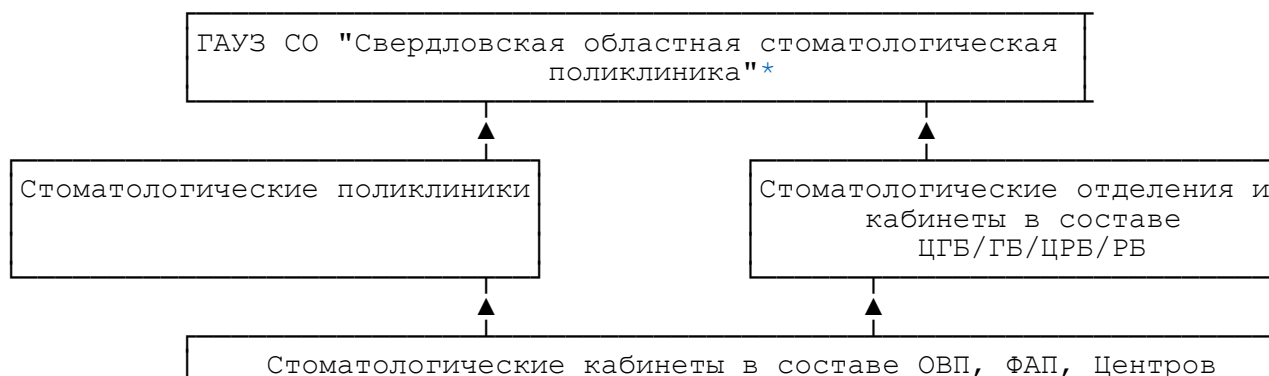 ГАУЗ СО "Свердловская областная стоматологическая
поликлиника"*
Стоматологические поликлиники
Стоматологические отделения и
кабинеты в составе
ЦГБ/ГБ/ЦРБ/РБ
Стоматологические кабинеты в составе ОВП, ФАП, Центров